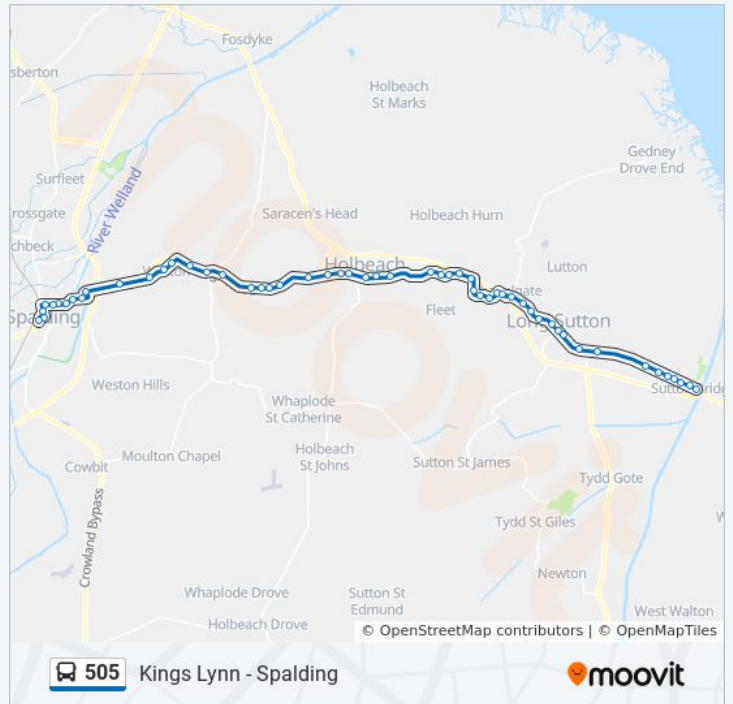 Fosdyke
sberton
Holbeach
St Marks
Gedney
Drove End
Surfleet
River Welland
rossgate
Saracen's Head
Holbeach Hurn
chbeck
Holbeach
Lutton
Fleet
Spalding
Long Sutton
Weston Hills
Whaplode
St Catherine
Moulton Chapel
Holbeach
St Johns
Sutton St James
Cowbit
Tydd Gote
Crowland Bypass
Tydd St Giles
Newton
Whaplode Drove
Sutton St
Edmund
West Walton
Holbeach Drove
© OpenStreetMap contributors | © OpenMapTiles
505 Kings Lynn - Spalding
moovit